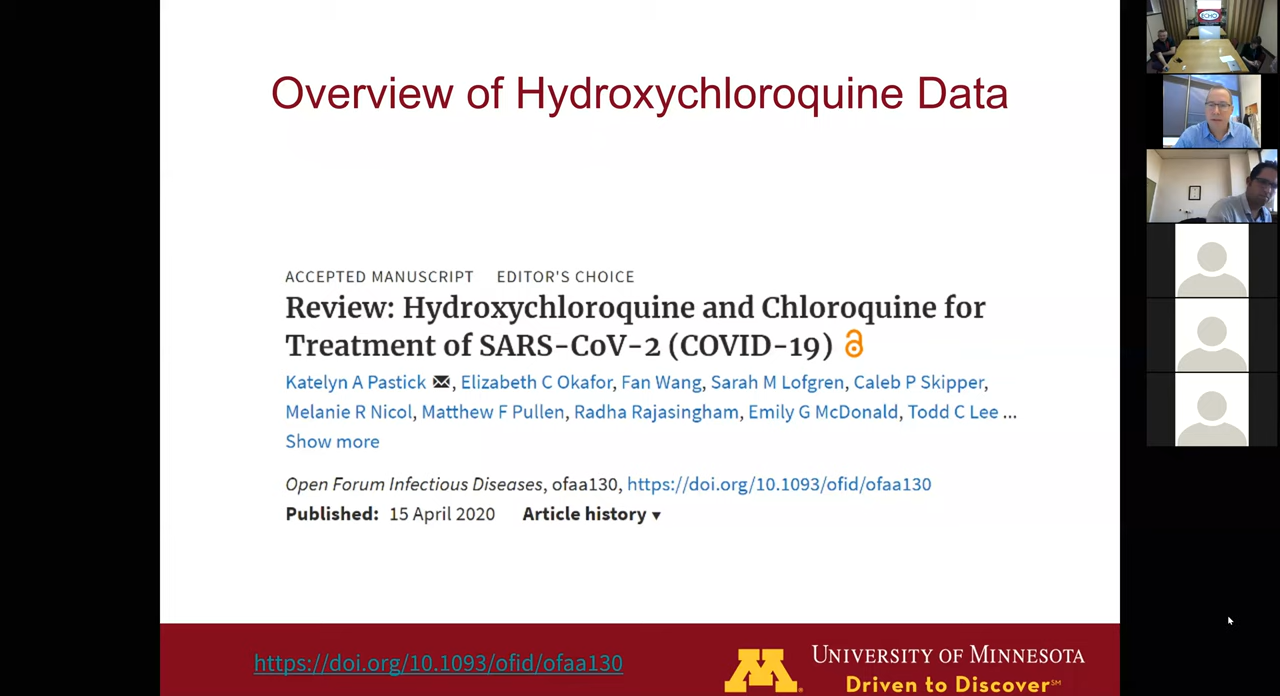 Overview of Hydroxychloroquine Data
ACCEPTED MANUSCRIPT EDITOR'S CHOICE
Review: Hydroxychloroquine and Chloroquine for
Treatment of SARS-CoV-2 (COVID-19)
Katelyn A Pastick , Elizabeth C Okafor, Fan Wang, Sarah M Lofgren, Caleb P Skipper,
Melanie R Nicol, Matthew F Pullen, Radha Rajasingham, Emily G McDonald, Todd C Lee ...
Show more
Open Forum Infectious Diseases, ofaa130, https://doi.org/10.1093/ofid/ofaa130
Published: 15 April 2020 Article history ▾
https://doi.org/10.1093/ofid/ofaa130
M
UNIVERSITY OF MINNESOTA
Driven to Discover℠
ECHO